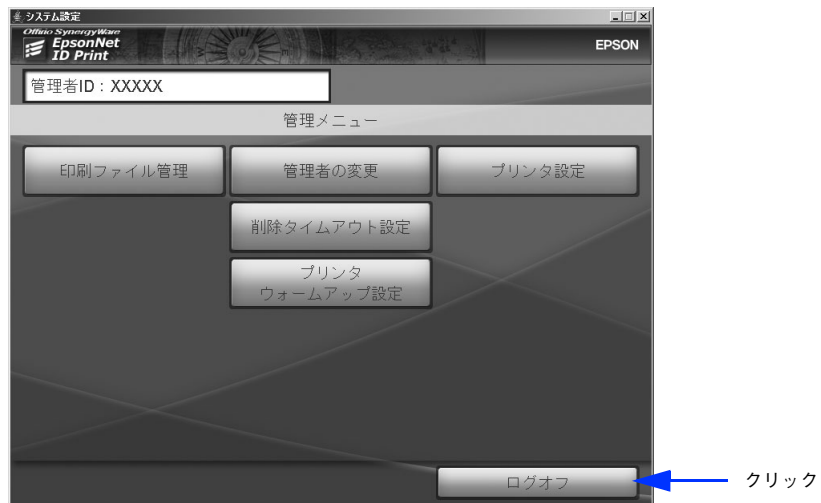 システム設定
Offirio SynergyWare
EpsonNet
ID Print
EPSON
管理者ID：XXXXX
管理メニュー
印刷ファイル管理
管理者の変更
プリンタ設定
削除タイムアウト設定
プリンタ
ウォームアップ設定
ログオフ
クリック